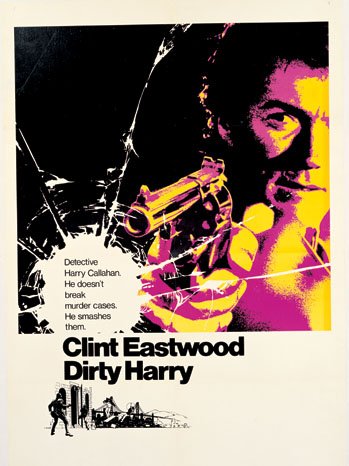 Detective
Harry Callahan.
He doesn't
break
murder cases.
He smashes
them.
Clint Eastwood
Dirty Harry